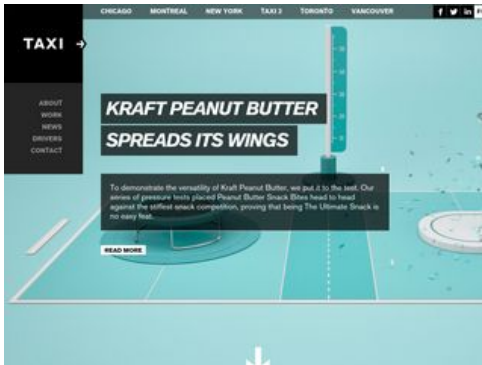 CHICAGO MONTREAL NEW YORK TAXI 2 TORONTO VANCOUVER
TAXI
ABOUT
WORK
NEWS
DRIVERS
CONTACT
KRAFT PEANUT BUTTER
SPREADS ITS WINGS
To demonstrate the versatility of Kraft Peanut Butter, we put it to the test. Our
series of pressure tests placed Peanut Butter Snack Bites head to head
against the stiffest snack competition, proving that being The Ultimate Snack is
no easy feat.
READ MORE